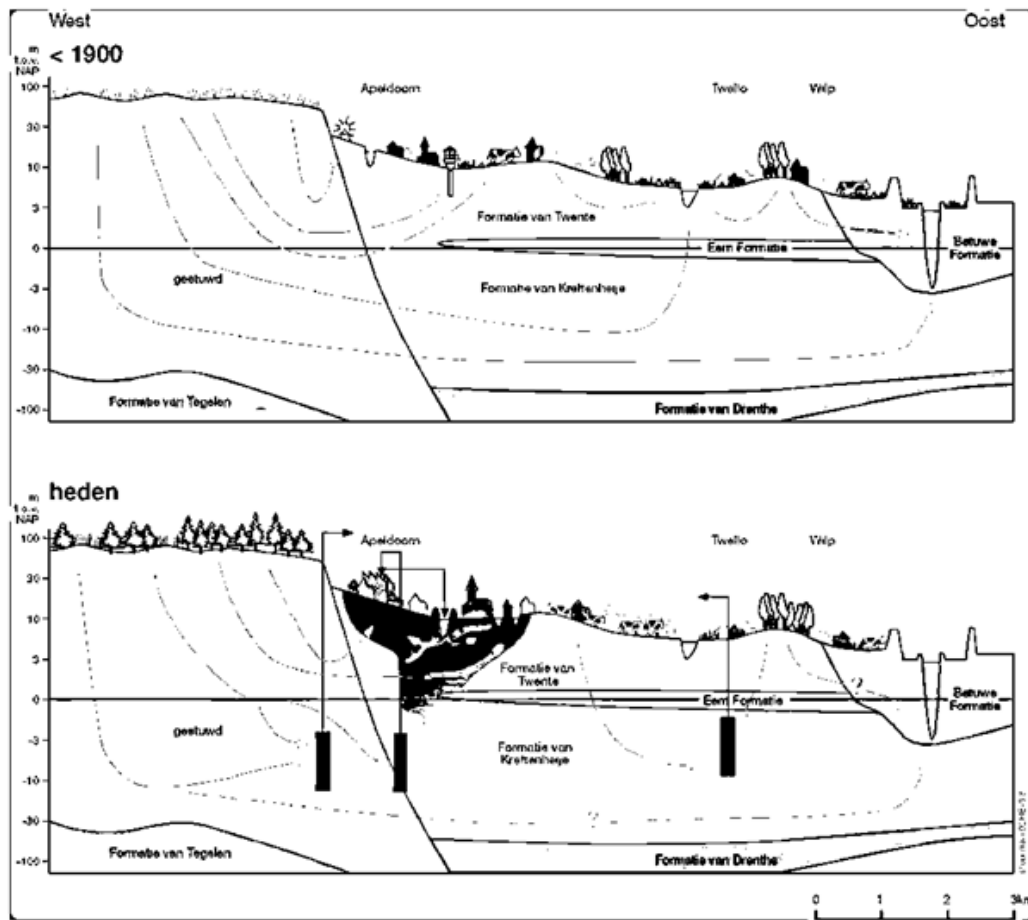 West
Oost
m
t.o.v.
NAP
< 1900
100
30
10
3
0
-3
-10
-30
-100
Apeldoorn
Twello
Wilp
Formatie van Twente
Eem Formatie
Betuwe
Formatie
gestuwd
Formatie van Kreftenheye
Formatie van Tegelen
Formatie van Drenthe
heden
m
t.o.v.
NAP
100
30
10
5
0
-3
-10
-30
-100
Apeldoorn
Twello
Wilp
Formatie van
Twente
?
Eem Formatie
Betuwe
Formatie
gestuwd
Formatie van
Kreftenheye
?
Formatie van Tegelen
Formatie van Drenthe
0 1 2 3km